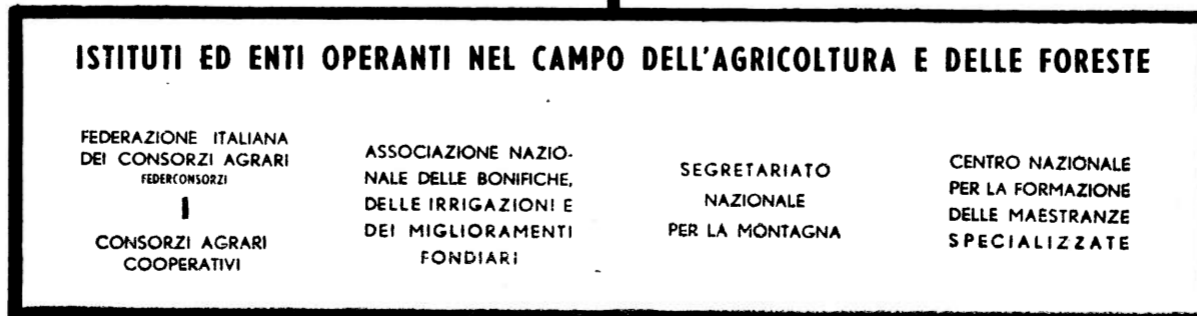 ISTITUTI ED ENTI OPERANTI NEL CAMPO DELL'AGRICOLTURA E DELLE FORESTE
FEDERAZIONE ITALIANA
DEI CONSORZI AGRARI
FEDERCONSORZI
CONSORZI AGRARI
COOPERATIVI
ASSOCIAZIONE NAZIO-
NALE DELLE BONIFICHE,
DELLE IRRIGAZIONI E
DEI MIGLIORAMENTI
FONDIARI
SEGRETARIATO
NAZIONALE
PER LA MONTAGNA
CENTRO NAZIONALE
PER LA FORMAZIONE
DELLE MAESTRANZE
SPECIALIZZATE